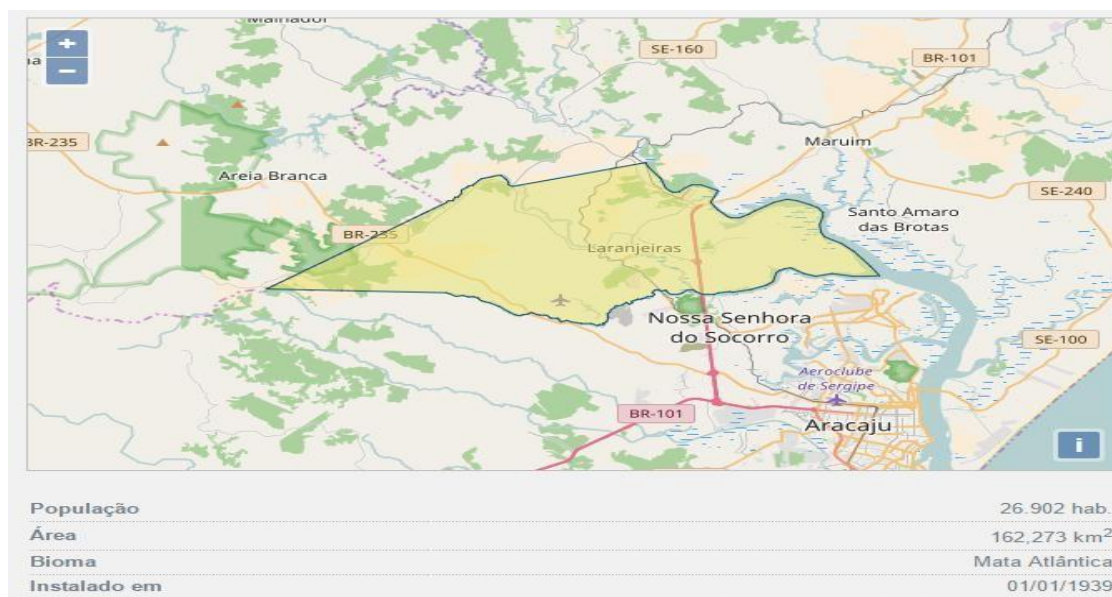 Malhador
+
−
SE-160
BR-101
BR-235
Maruim
Areia Branca
SE-240
Santo Amaro
das Brotas
BR-235
Laranjeiras
Nossa Senhora
do Socorro
SE-100
Aeroclube
de Sergipe
BR-101
Aracaju
i
População 26.902 hab.
Área 162,273 km²
Bioma Mata Atlântica
Instalado em 01/01/1939